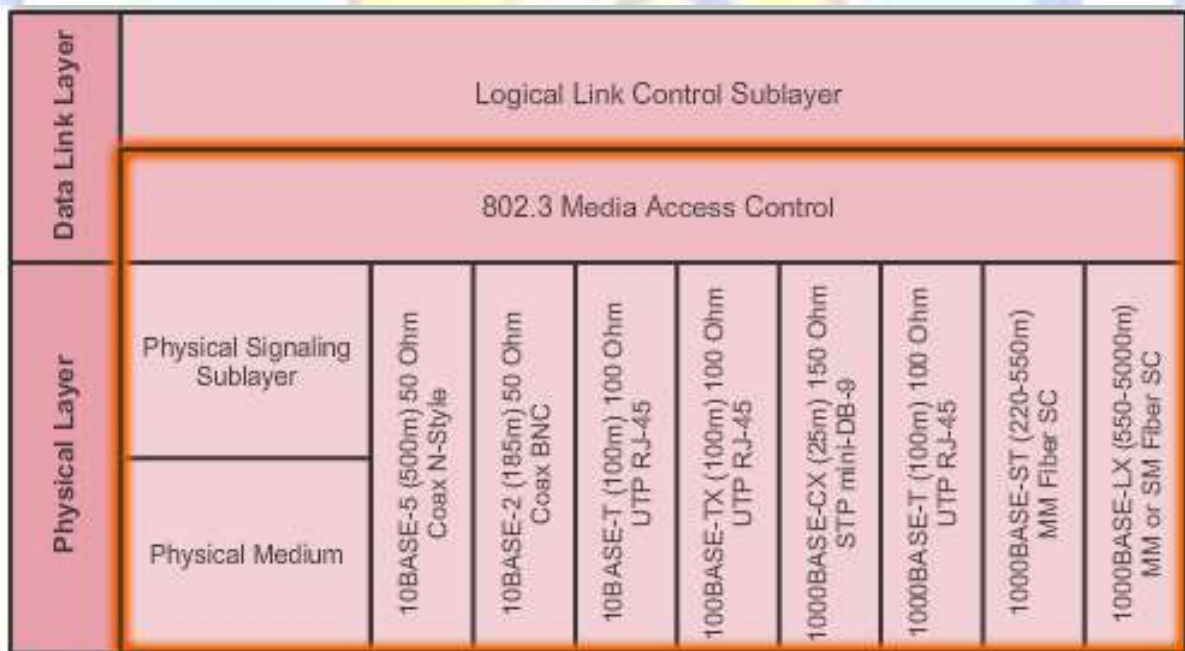 Data Link Layer
Logical Link Control Sublayer
802.3 Media Access Control
Physical Layer
Physical Signaling
Sublayer
Physical Medium
10BASE-5 (500m) 50 Ohm
Coax N-Style
10BASE-2 (185m) 50 Ohm
Coax BNC
10BASE-T (100m) 100 Ohm
UTP RJ-45
100BASE-TX (100m) 100 Ohm
UTP RJ-45
1000BASE-CX (25m) 150 Ohm
STP mini-DB-9
1000BASE-T (100m) 100 Ohm
UTP RJ-45
1000BASE-ST (220-550m)
MM Fiber SC
1000BASE-LX (550-5000m)
MM or SM Fiber SC